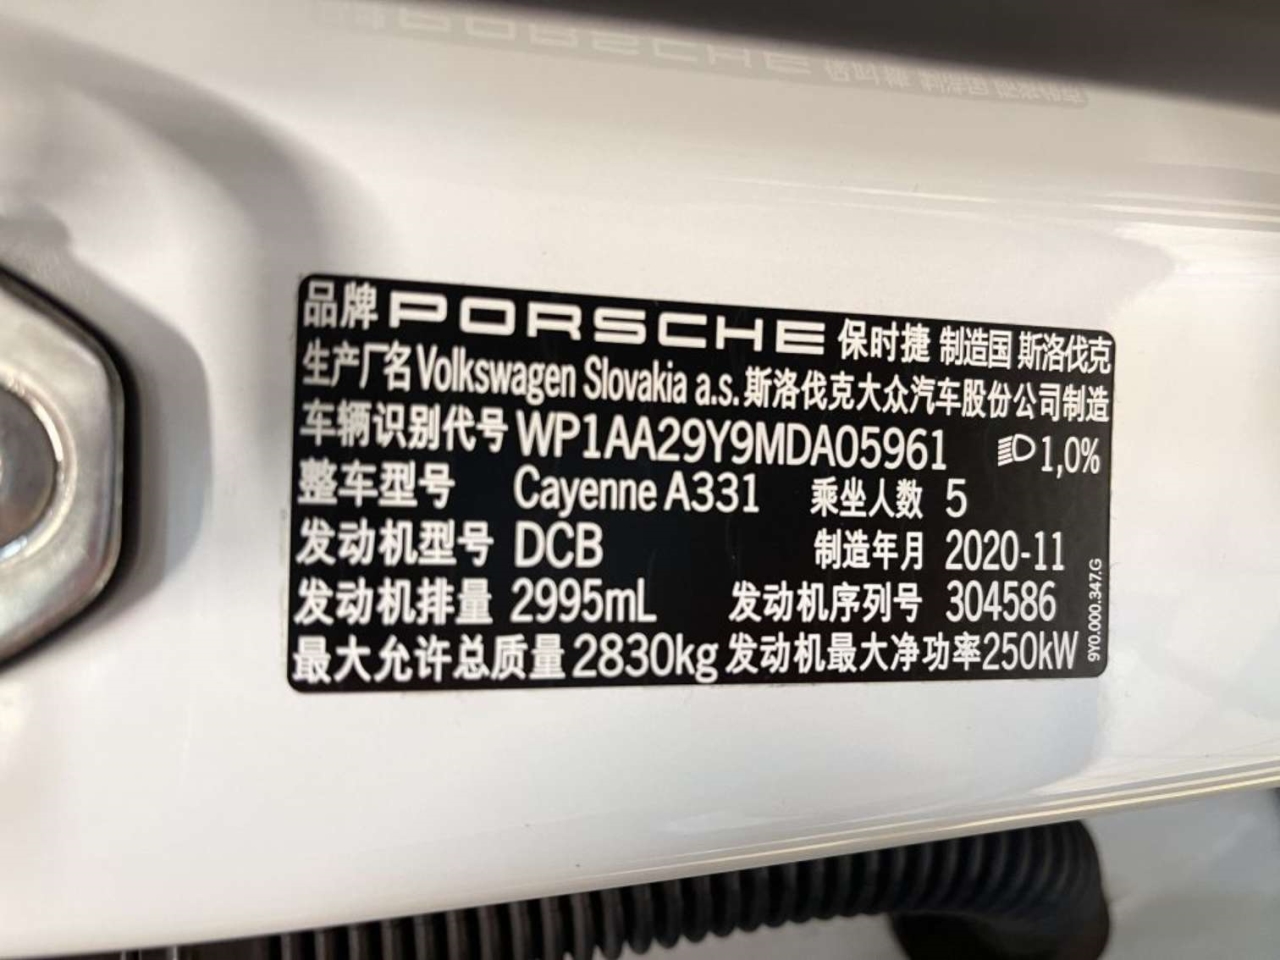 品牌 PORSCHE 保时捷 制造国 斯洛伐克
生产厂名 Volkswagen Slovakia a.s. 斯洛伐克大众汽车股份公司制造
车辆识别代号 WP1AA29Y9MDA05961 1,0%
整车型号 Cayenne A331 乘坐人数 5
发动机型号 DCB 制造年月 2020-11
发动机排量 2995mL 发动机序列号 304586
最大允许总质量 2830kg 发动机最大净功率 250kW
9Y0.000.347.G